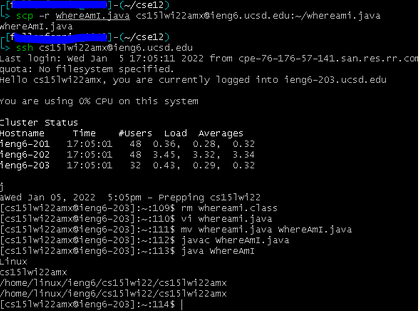 -(~/cse12)
scp -r WhereAmI.java cs15lwi22amx@ieng6.ucsd.edu:~/whereami.java
WhereAmI.java
-(~/cse12)
ssh cs15lwi22amx@ieng6.ucsd.edu
Last login: Wed Jan  5 17:05:11 2022 from cpe-76-176-57-141.san.res.rr.com
quota: No filesystem specified.
Hello cs15lwi22amx, you are currently logged into ieng6-203.ucsd.edu
You are using 0% CPU on this system
Cluster Status
Hostname     Time    #Users  Load  Averages
ieng6-201   17:05:01   48  0.36,  0.28,  0.32
ieng6-202   17:05:01   48  3.45,  3.32,  3.34
ieng6-203   17:05:01   32  0.43,  0.29,  0.32
j
awed Jan 05, 2022  5:05pm - Prepping cs15lwi22
[cs15lwi22amx@ieng6-203]:~:109$ rm whereami.class
[cs15lwi22amx@ieng6-203]:~:110$ vi whereami.java
[cs15lwi22amx@ieng6-203]:~:111$ mv whereami.java WhereAmI.java
[cs15lwi22amx@ieng6-203]:~:112$ javac WhereAmI.java
[cs15lwi22amx@ieng6-203]:~:113$ java WhereAmI
Linux
cs15lwi22amx
/home/linux/ieng6/cs15lwi22/cs15lwi22amx
/home/linux/ieng6/cs15lwi22/cs15lwi22amx
[cs15lwi22amx@ieng6-203]:~:114$